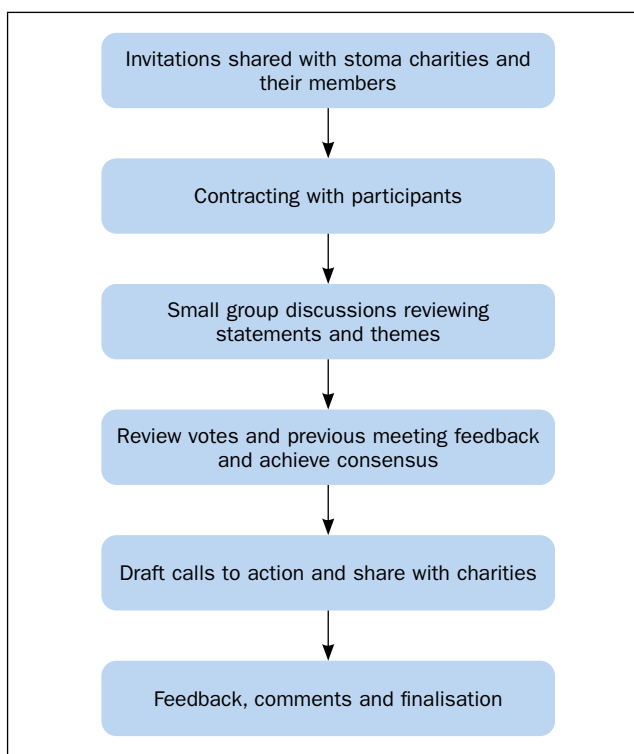 Invitations shared with stoma charities and
their members
Contracting with participants
Small group discussions reviewing
statements and themes
Review votes and previous meeting feedback
and achieve consensus
Draft calls to action and share with charities
Feedback, comments and finalisation